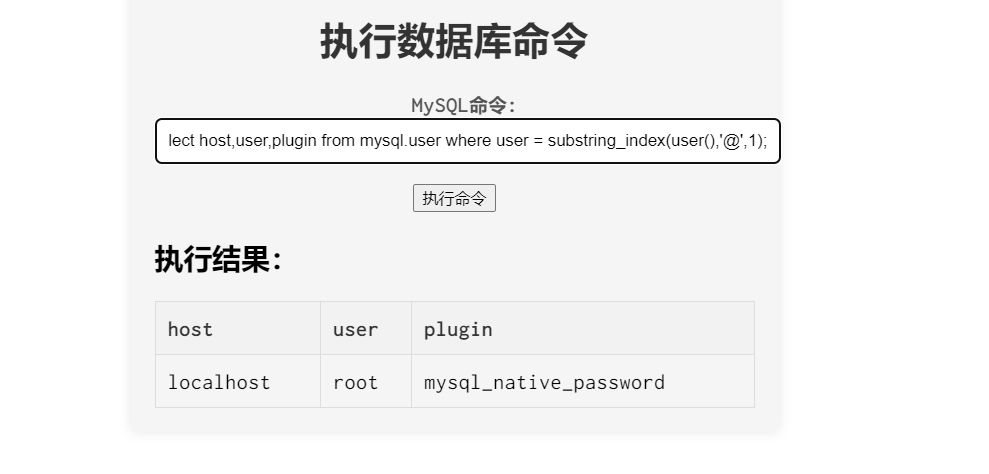 执行数据库命令
MySQL命令:
lect host,user,plugin from mysql.user where user = substring_index(user(),'@',1);
执行命令
执行结果:
host user plugin
localhost root mysql_native_password